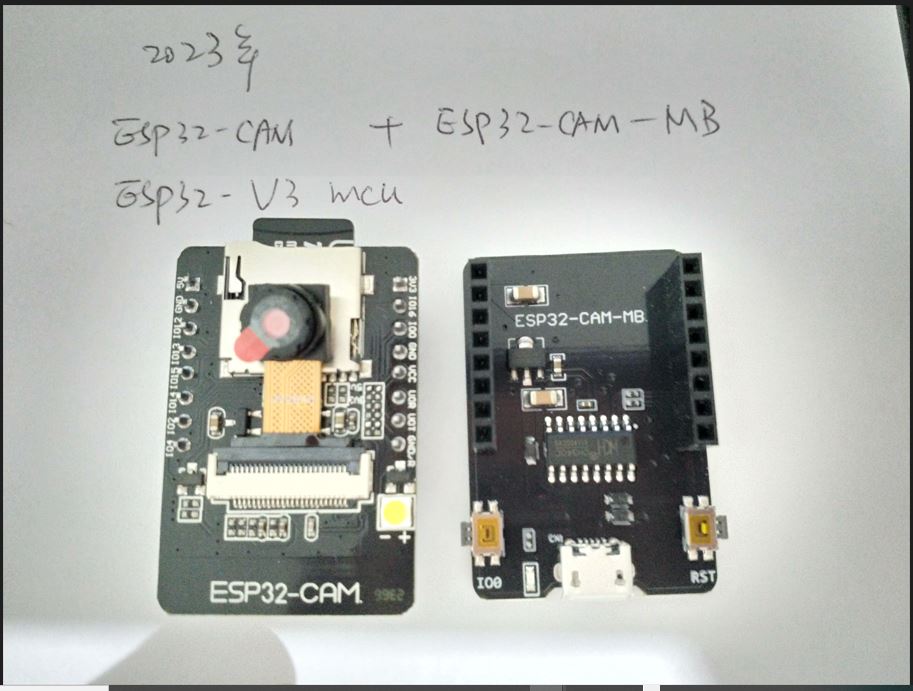 2023年
ESP32-CAM + ESP32-CAM-MB
ESP32-V3 mcu
5V
GND
IO12
IO13
IO15
IO14
IO2
IO4
3V3
IO16
IO0
GND
VCC
UOR
UOT
GND/R
- +
ESP32-CAM
ESP32-CAM-MB
IO0
RST